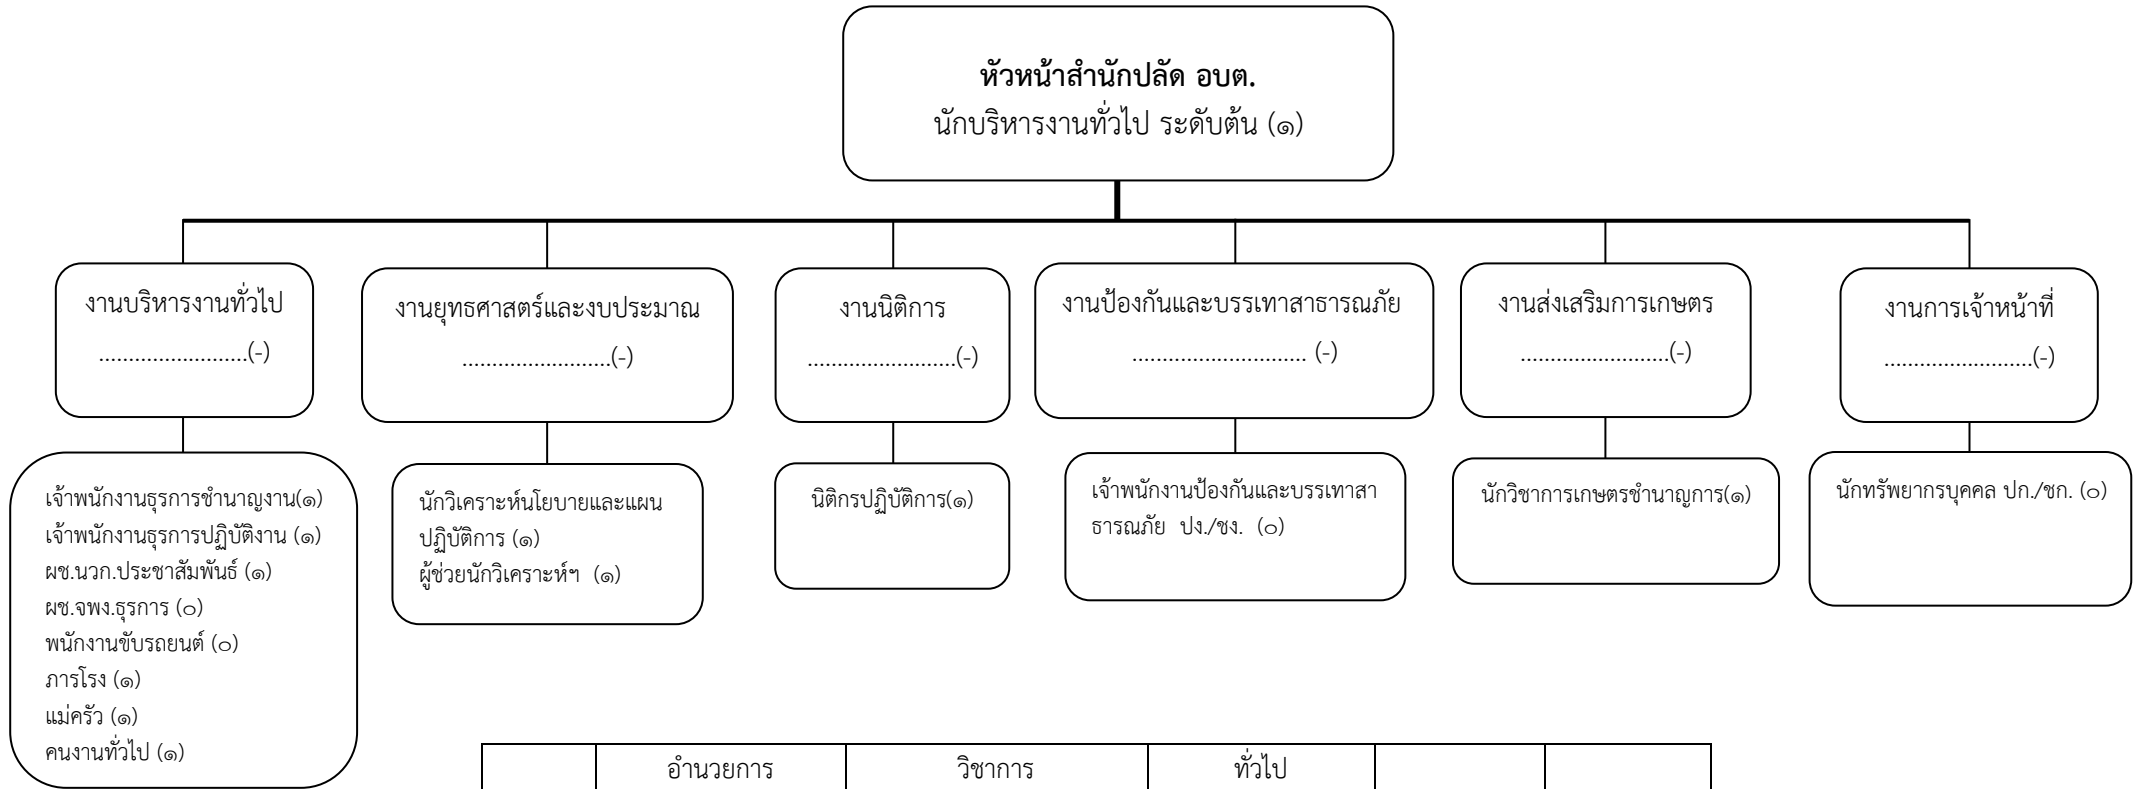 หัวหน้าสำนักปลัด อบต.
นักบริหารงานทั่วไป ระดับต้น (๑)
งานบริหารงานทั่วไป
.........................(-)
งานยุทธศาสตร์และงบประมาณ
.........................(-)
งานนิติการ
.........................(-)
งานป้องกันและบรรเทาสาธารณภัย
............................. (-)
งานส่งเสริมการเกษตร
.........................(-)
งานการเจ้าหน้าที่
.........................(-)
เจ้าพนักงานธุรการชำนาญงาน(๑)
เจ้าพนักงานธุรการปฏิบัติงาน (๑)
ผช.นวก.ประชาสัมพันธ์ (๑)
ผช.จพง.ธุรการ (๐)
พนักงานขับรถยนต์ (๐)
ภารโรง (๑)
แม่ครัว (๑)
คนงานทั่วไป (๑)
นักวิเคราะห์นโยบายและแผน
ปฏิบัติการ (๑)
ผู้ช่วยนักวิเคราะห์ฯ (๑)
นิติกรปฏิบัติการ(๑)
เจ้าพนักงานป้องกันและบรรเทาสา
ธารณภัย ปง./ชง. (๐)
นักวิชาการเกษตรชำนาญการ(๑)
นักทรัพยากรบุคคล ปก./ชก. (๐)
อำนวยการ วิชาการ ทั่วไป